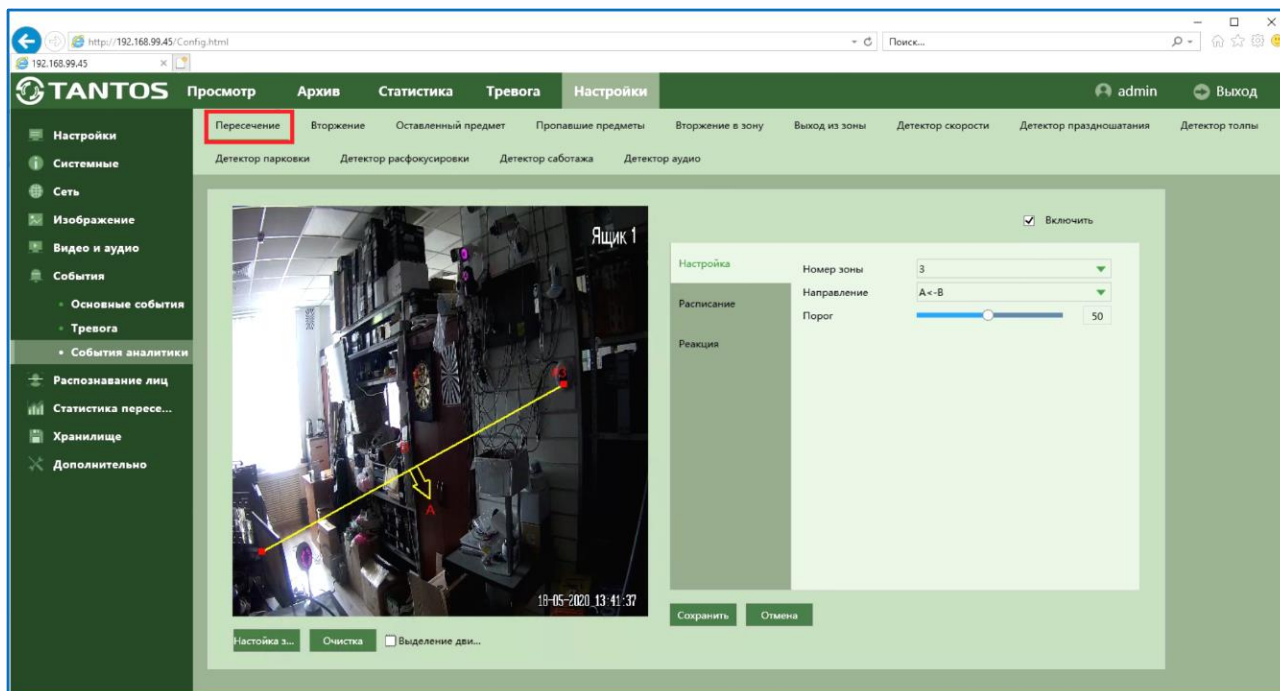 http://192.168.99.45/Config.html
Поиск...
192.168.99.45
TANTOS Просмотр Архив Статистика Тревога Настройки admin Выход
Настройки
Системные
Сеть
Изображение
Видео и аудио
События
Основные события
Тревога
События аналитики
Распознавание лиц
Статистика пересе...
Хранилище
Дополнительно
Пересечение Вторжение Оставленный предмет Пропавшие предметы Вторжение в зону Выход из зоны Детектор скорости Детектор праздношатания Детектор толпы
Детектор парковки Детектор расфокусировки Детектор саботажа Детектор аудио
Ящик 1
#3
B
A
18-05-2020 13:41:37
Настойка з... Очистка Выделение дви...
Включить
Настройка
Расписание
Реакция
Номер зоны 3
Направление A<-B
Порог 50
Сохранить Отмена